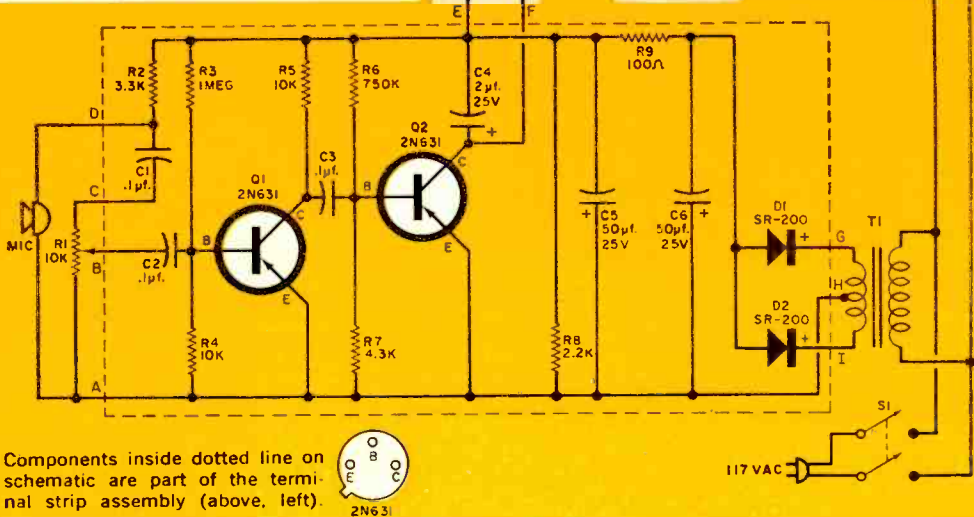 E F
R2
3.3K
R3
1MEG
R5
10K
R6
750K
C4
2µf.
25V
+
R9
100Ω
D
C1
.1µf.
C
MIC
R1
10K
B
C2
.1µf.
Q1
2N631
B
C
E
C3
.1µf.
Q2
2N631
B
C
E
+ C5
50µf.
25V
C6 +
50µf.
25V
D1
SR-200
+ G
H
T1
D2
SR-200
+ I
R4
10K
R7
4.3K
R8
2.2K
A
S1
117 VAC
Components inside dotted line on
schematic are part of the termi-
nal strip assembly (above, left).
B
E C
2N631